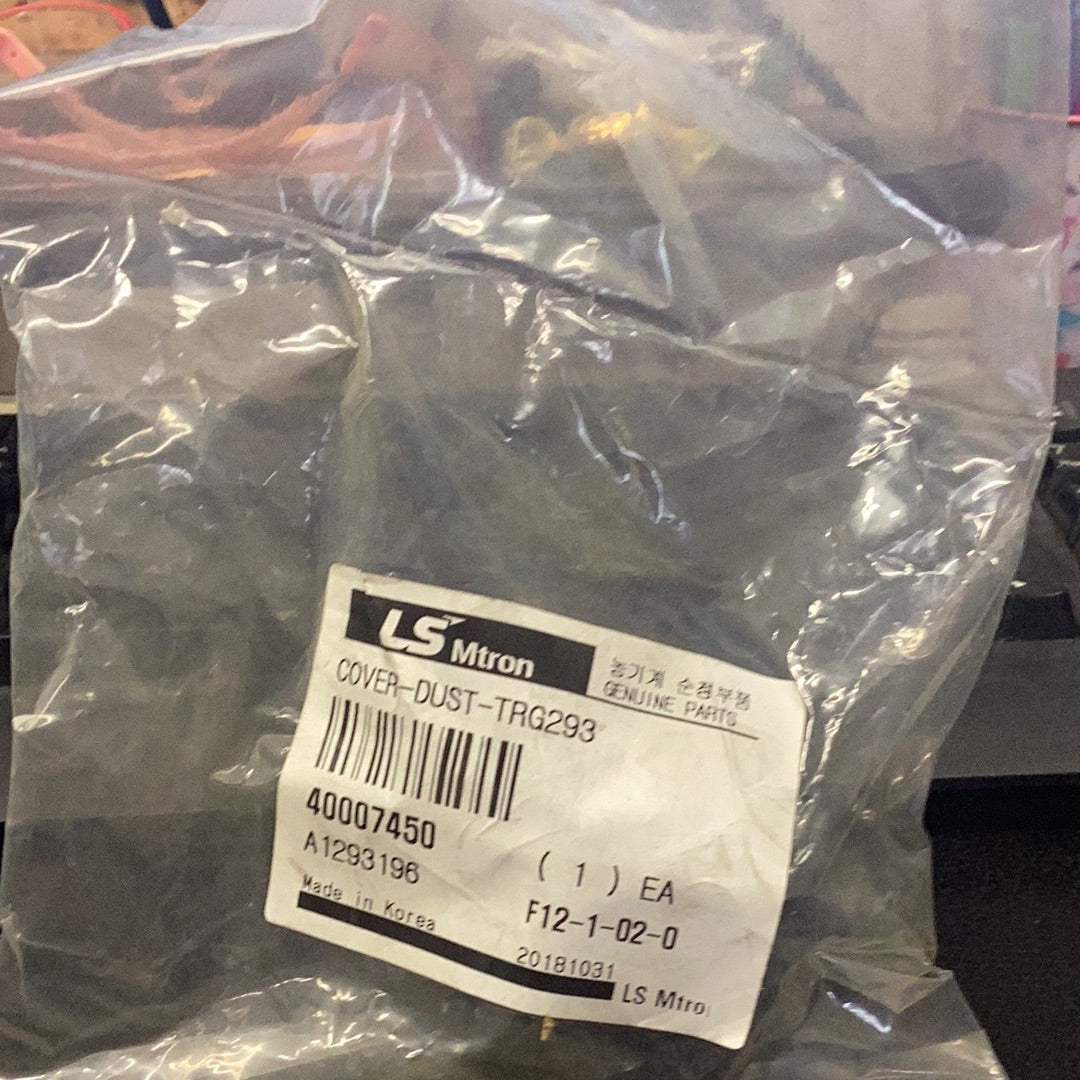 LS Mtron
농기계 순정부품
GENUINE PARTS
COVER-DUST-TRG293
40007450
A1293196
( 1 ) EA
F12-1-02-0
Made in Korea
20181031
LS Mtro